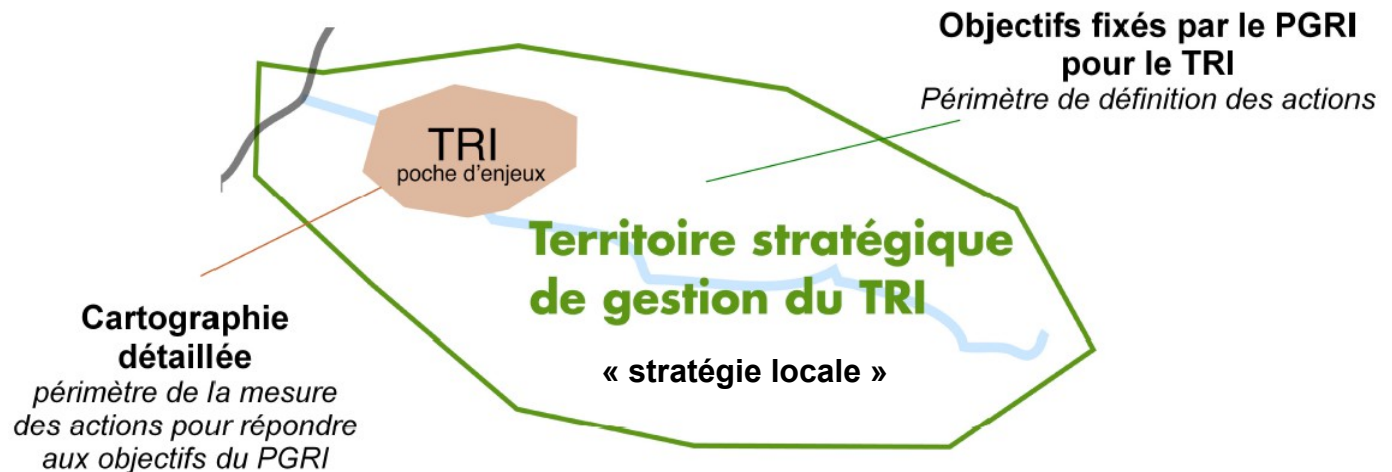 Objectifs fixés par le PGRI
pour le TRI
Périmètre de définition des actions
TRI
poche d'enjeux
Territoire stratégique
de gestion du TRI
« stratégie locale »
Cartographie
détaillée
périmètre de la mesure
des actions pour répondre
aux objectifs du PGRI